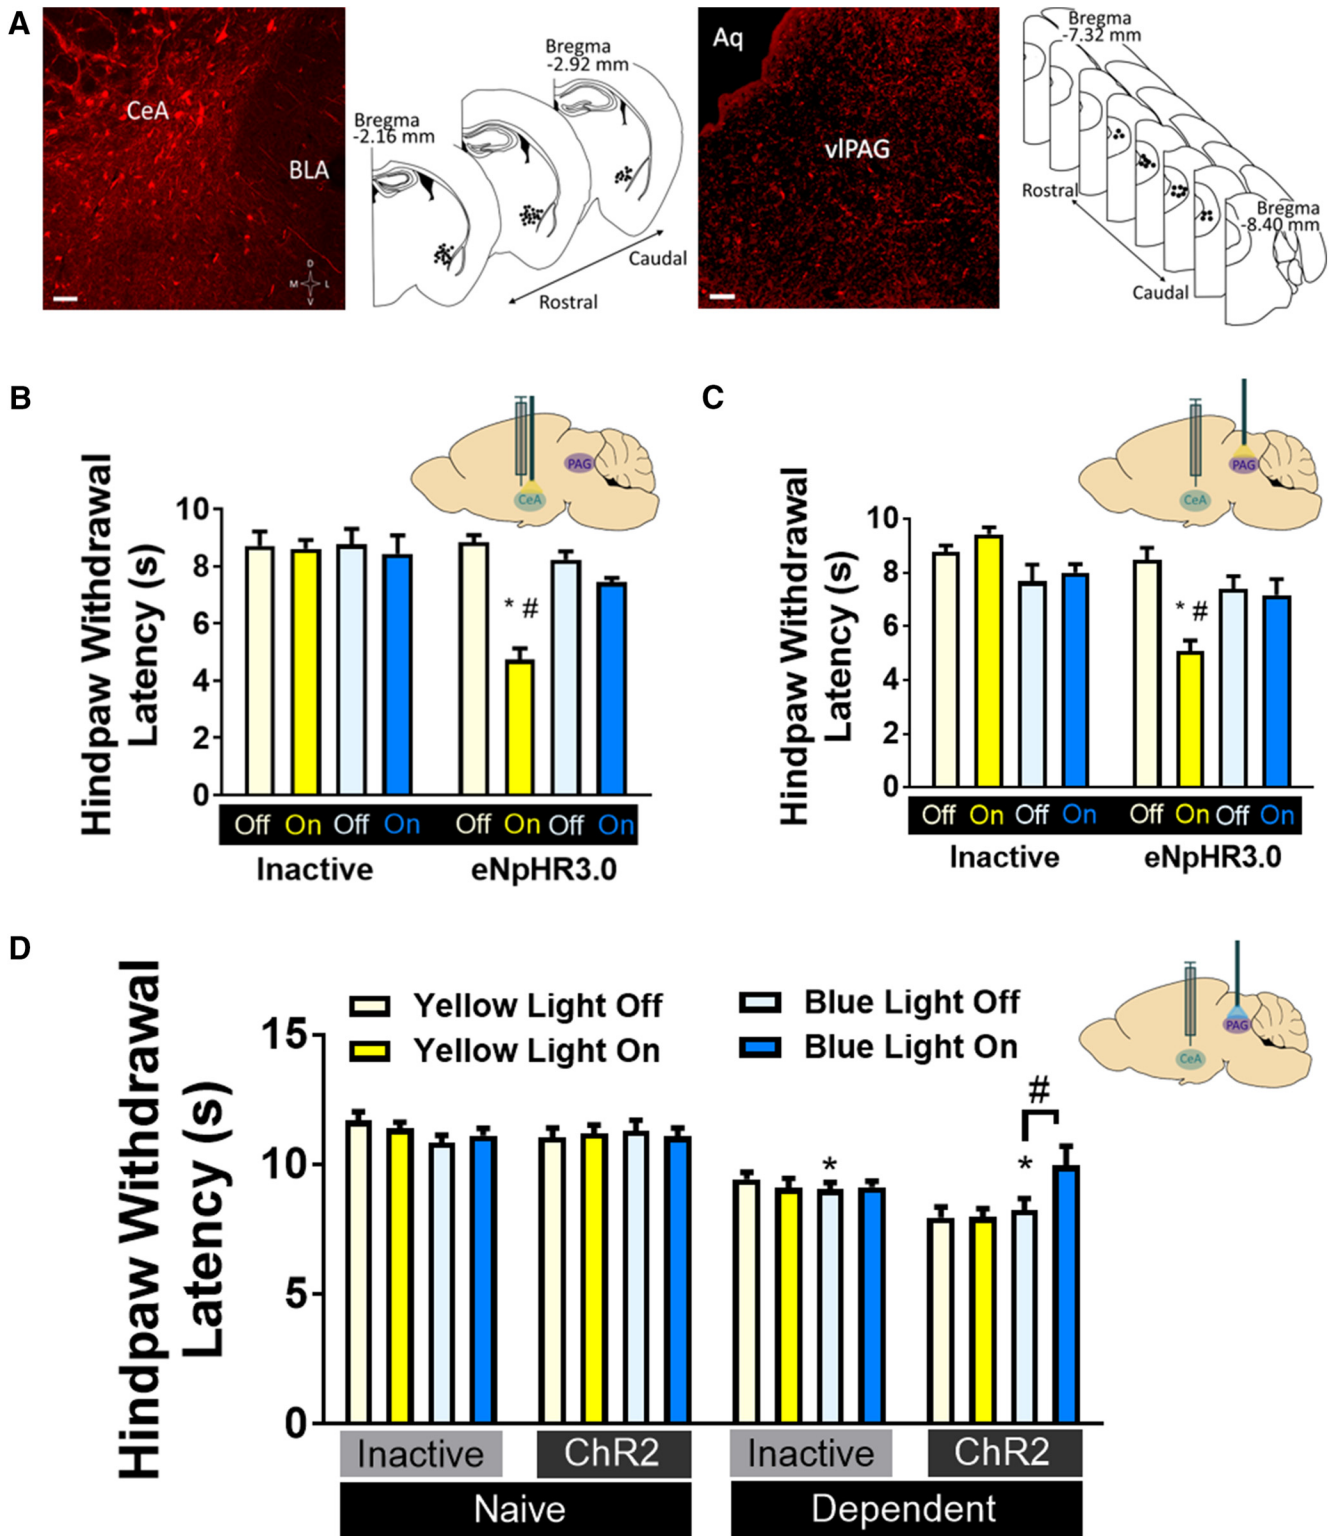 A
CeA
BLA
D
M L
V
Bregma
-2.16 mm
Bregma
-2.92 mm
Caudal
Rostral
Aq
vlPAG
Bregma
-7.32 mm
Rostral
Caudal
Bregma
-8.40 mm
B
PAG
CeA
Hindpaw Withdrawal
Latency (s)
10
8
6
4
2
0
* #
Off On Off On Off On Off On
Inactive eNpHR3.0
C
PAG
CeA
Hindpaw Withdrawal
Latency (s)
10
8
6
4
2
0
* #
Off On Off On Off On Off On
Inactive eNpHR3.0
D
PAG
CeA
Hindpaw Withdrawal
Latency (s)
Yellow Light Off Blue Light Off
Yellow Light On Blue Light On
15
10
5
0
*
*
#
Inactive ChR2 Inactive ChR2
Naive Dependent